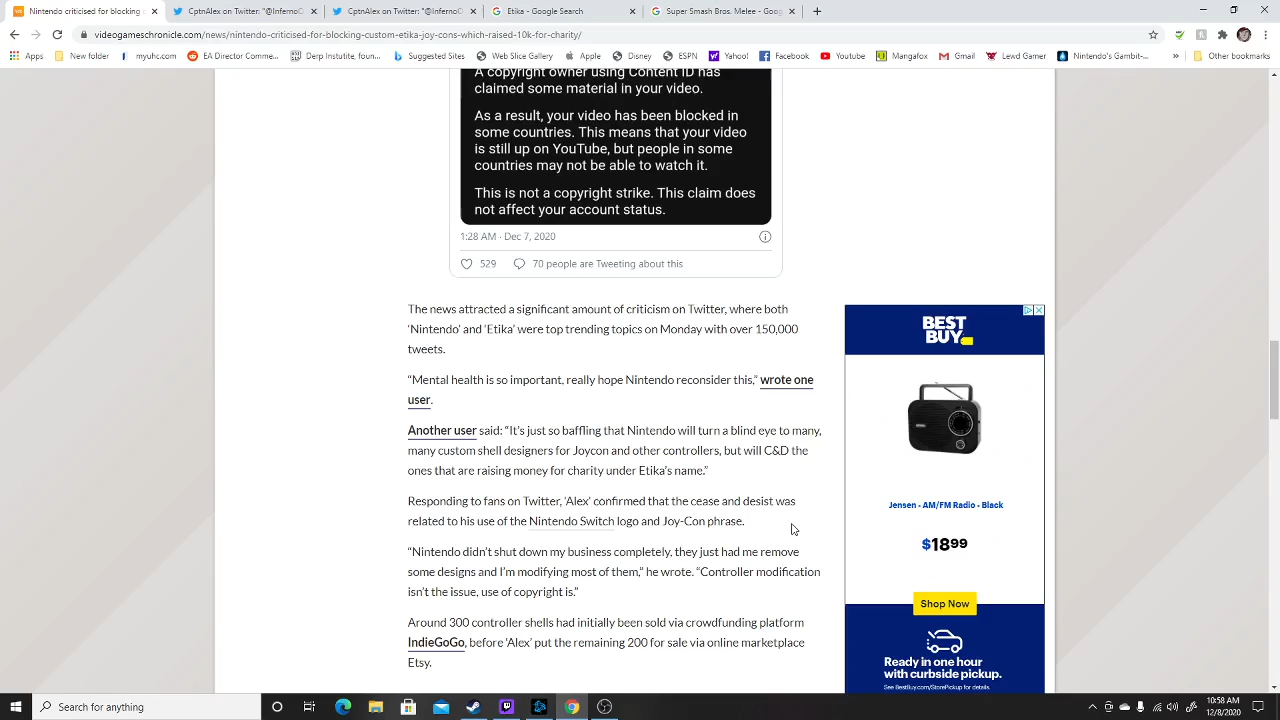 Nintendo criticised for blocking
CptnAlex on Twitter: "@InfernoO
CptnAlex on Twitter: "@InfernoO
Etika - Google Search
Super Smash Bros. Melee - Goog
videogameschronicle.com/news/nintendo-criticised-for-blocking-custom-etika-joy-cons-which-raised-10k-for-charity/
Apps
Bookmarks
New folder
myuhc.com
EA Director Comme...
Derp Institute, foun...
Suggested Sites
Web Slice Gallery
Apple
Disney
ESPN
Yahoo!
Facebook
Youtube
Mangafox
Gmail
Lewd Gamer
Nintendo's Gambit-...
»
Other bookmarks
A copyright owner using Content ID has
claimed some material in your video.
As a result, your video has been blocked in
some countries. This means that your video
is still up on YouTube, but people in some
countries may not be able to watch it.
This is not a copyright strike. This claim does
not affect your account status.
1:28 AM · Dec 7, 2020
529
70 people are Tweeting about this
The news attracted a significant amount of criticism on Twitter, where both
‘Nintendo’ and ‘Etika’ were top trending topics on Monday with over 150,000
tweets.
“Mental health is so important, really hope Nintendo reconsider this,” wrote one
user.
Another user said: “It’s just so baffling that Nintendo will turn a blind eye to many,
many custom shell designers for Joycon and other controllers, but will C&D the
ones that are raising money for charity under Etika’s name.”
Responding to fans on Twitter, ‘Alex’ confirmed that the cease and desist was
related to his use of the Nintendo Switch logo and Joy-Con phrase.
“Nintendo didn’t shut down my business completely, they just had me remove
some designs and I’m modifying most of them,” he wrote. “Controller modification
isn’t the issue, use of copyright is.”
Around 300 controller shells had initially been sold via crowdfunding platform
IndieGoGo, before ‘Alex’ put the remaining 200 for sale via online marketplace
Etsy.
BEST
BUY
Jensen - AM/FM Radio - Black
$1899
Shop Now
Ready in one hour
with curbside pickup.
See BestBuy.com/StorePickup for details.
Search for anything
10:58 AM
12/8/2020